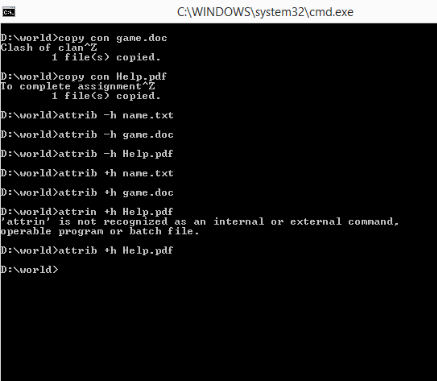 C:\WINDOWS\system32\cmd.exe
D:\world>copy con game.doc
Clash of clan^Z
1 file(s) copied.
D:\world>copy con Help.pdf
To complete assignment^Z
1 file(s) copied.
D:\world>attrib -h name.txt
D:\world>attrib -h game.doc
D:\world>attrib -h Help.pdf
D:\world>attrib +h name.txt
D:\world>attrib +h game.doc
D:\world>attrin +h Help.pdf
'attrin' is not recognized as an internal or external command,
operable program or batch file.
D:\world>attrib +h Help.pdf
D:\world>